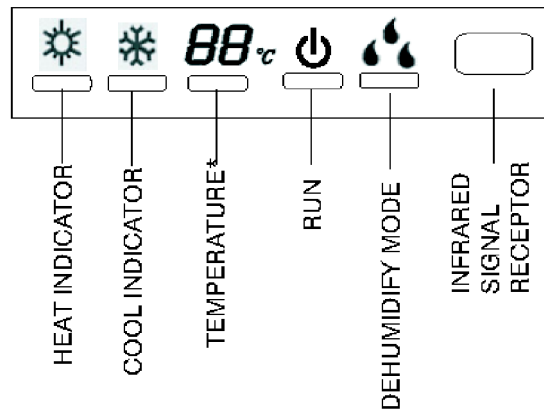 88 °C
HEAT INDICATOR
COOL INDICATOR
TEMPERATURE*
RUN
DEHUMIDIFY MODE
INFRARED
SIGNAL
RECEPTOR